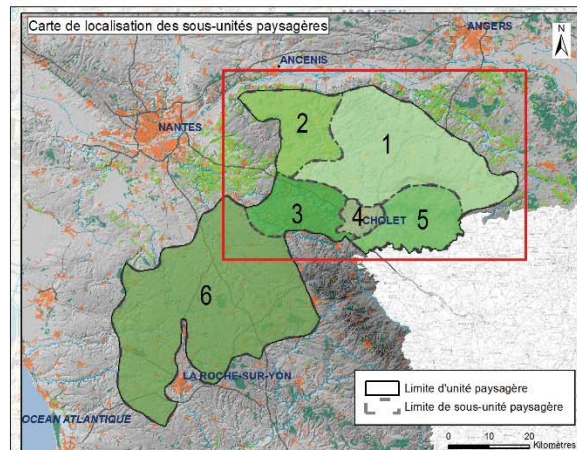 Carte de localisation des sous-unités paysagères
ANGERS
N
ANCENIS
NANTES
2
1
3
4
CHOLET
5
6
LA ROCHE-SUR-YON
OCEAN ATLANTIQUE
Limite d'unité paysagère
Limite de sous-unité paysagère
0 10 20
Kilomètres